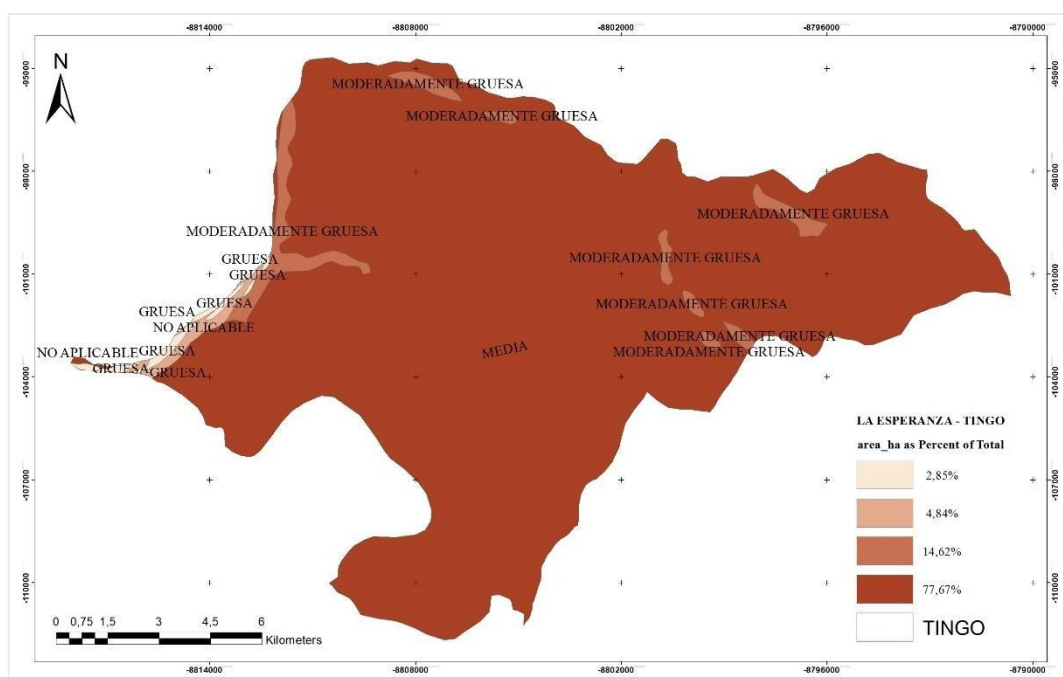 -8814000
-8808000
-8802000
-8796000
-8790000
N
-95000
-95000
MODERADAMENTE GRUESA
MODERADAMENTE GRUESA
-98000
-98000
MODERADAMENTE GRUESA
MODERADAMENTE GRUESA
GRUESA
MODERADAMENTE GRUESA
GRUESA
-101000
-101000
GRUESA
MODERADAMENTE GRUESA
GRUESA
NO APLICABLE
MODERADAMENTE GRUESA
NO APLICABLE
GRUESA
MEDIA
MODERADAMENTE GRUESA
GRUESA
GRUESA
-104000
-104000
LA ESPERANZA - TINGO
area_ha as Percent of Total
2,85%
-107000
-107000
4,84%
14,62%
-110000
-110000
77,67%
TINGO
0 0,75 1,5 3 4,5 6
Kilometers
-8814000
-8808000
-8802000
-8796000
-8790000